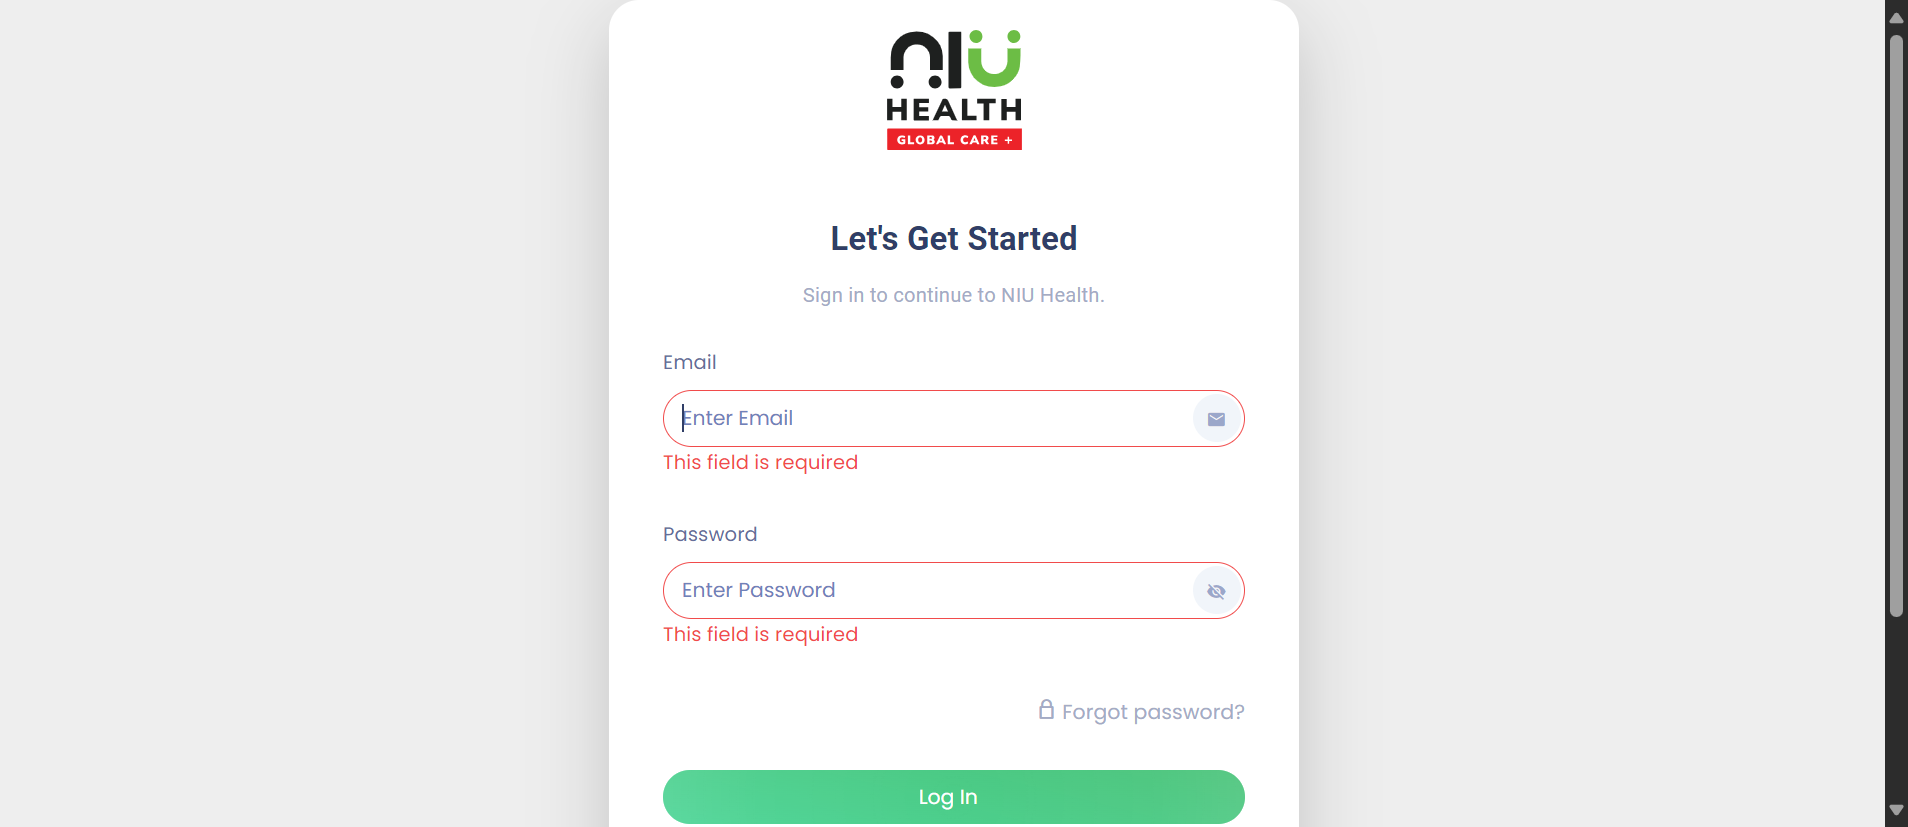 NIU
HEALTH
GLOBAL CARE +
Let's Get Started
Sign in to continue to NIU Health.
Email
Enter Email
This field is required
Password
Enter Password
This field is required
Forgot password?
Log In